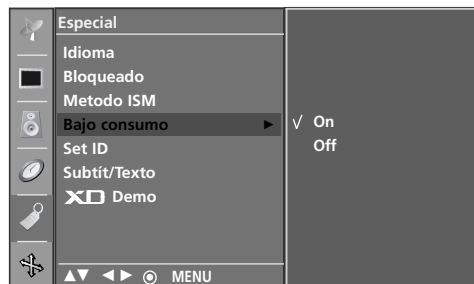 Especial
Idioma
Bloqueado
Metodo ISM
Bajo consumo ►
Set ID
Subtít/Texto
XD Demo
√ On
Off
▲▼ ◄► ⦿ MENU